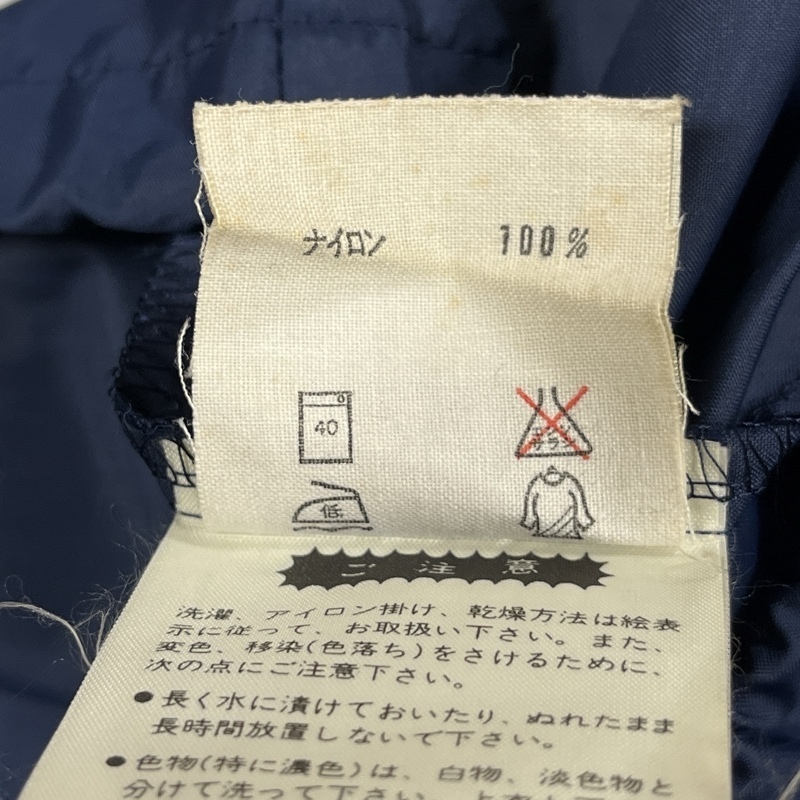 ナイロン 100%
40
エンソ サラシ
低
ご注意
洗濯、アイロン掛け、乾燥方法は絵表
示に従って、お取扱い下さい。また、
変色、移染(色落ち)をさけるために、
次の点にご注意下さい。
●長く水に漬けておいたり、ぬれたまま
長時間放置しないで下さい。
●色物(特に濃色)は、白物、淡色物と
分けて洗って下さい。